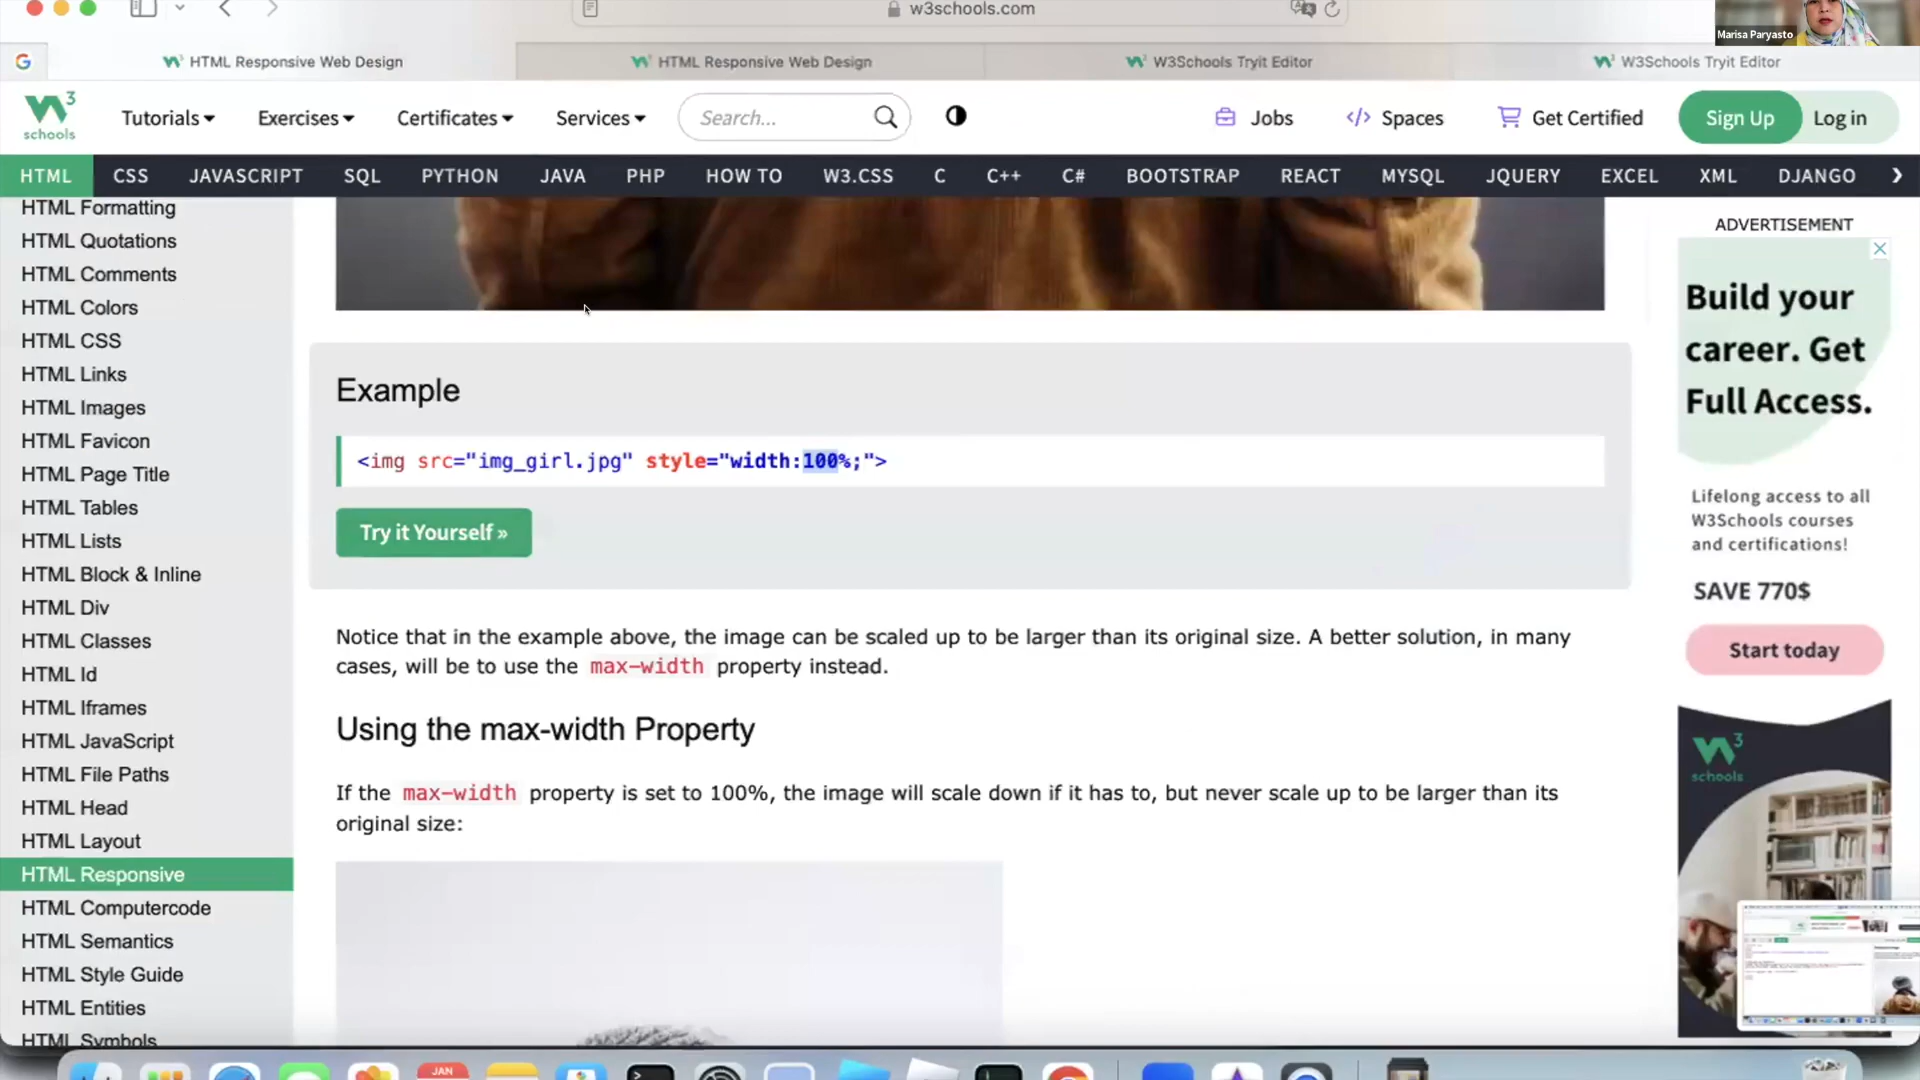 w3schools.com
Marisa Paryasto
HTML Responsive Web Design
HTML Responsive Web Design
W3Schools Tryit Editor
W3Schools Tryit Editor
3
schools
Tutorials
Exercises
Certificates
Services
Search...
Jobs
Spaces
Get Certified
Sign Up
Log in
HTML
CSS
JAVASCRIPT
SQL
PYTHON
JAVA
PHP
HOW TO
W3.CSS
C
C++
C#
BOOTSTRAP
REACT
MYSQL
JQUERY
EXCEL
XML
DJANGO
HTML Formatting
HTML Quotations
HTML Comments
HTML Colors
HTML CSS
HTML Links
HTML Images
HTML Favicon
HTML Page Title
HTML Tables
HTML Lists
HTML Block & Inline
HTML Div
HTML Classes
HTML Id
HTML Iframes
HTML JavaScript
HTML File Paths
HTML Head
HTML Layout
HTML Responsive
HTML Computercode
HTML Semantics
HTML Style Guide
HTML Entities
HTML Symbols
Example
<img src="img_girl.jpg" style="width:100%;">
Try it Yourself »
Notice that in the example above, the image can be scaled up to be larger than its original size. A better solution, in many
cases, will be to use the max-width property instead.
Using the max-width Property
If the max-width property is set to 100%, the image will scale down if it has to, but never scale up to be larger than its
original size:
ADVERTISEMENT
Build your
career. Get
Full Access.
Lifelong access to all
W3Schools courses
and certifications!
SAVE 770$
Start today
3
schools
JAN